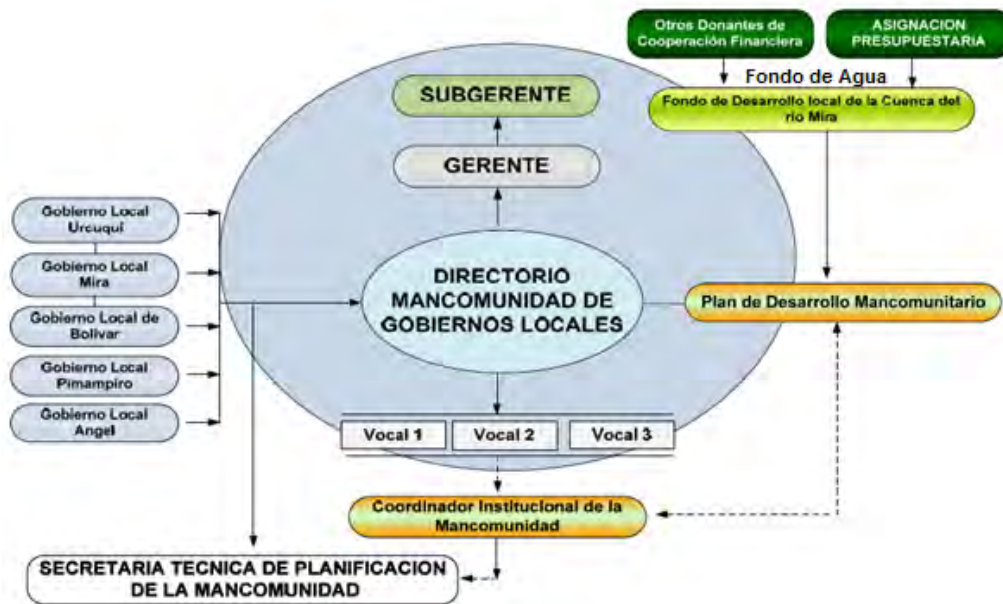 Otros Donantes de
Cooperación Financiera
ASIGNACION
PRESUPUESTARIA
Fondo de Agua
Fondo de Desarrollo local de la Cuenca del
río Mira
SUBGERENTE
GERENTE
Gobierno Local
Urcuquí
Gobierno Local
Mira
Gobierno Local de
Bolívar
Gobierno Local
Pimampiro
Gobierno Local
Angel
DIRECTORIO
MANCOMUNIDAD DE
GOBIERNOS LOCALES
Plan de Desarrollo Mancomunitario
Vocal 1
Vocal 2
Vocal 3
Coordinador Institucional de la
Mancomunidad
SECRETARIA TECNICA DE PLANIFICACION
DE LA MANCOMUNIDAD